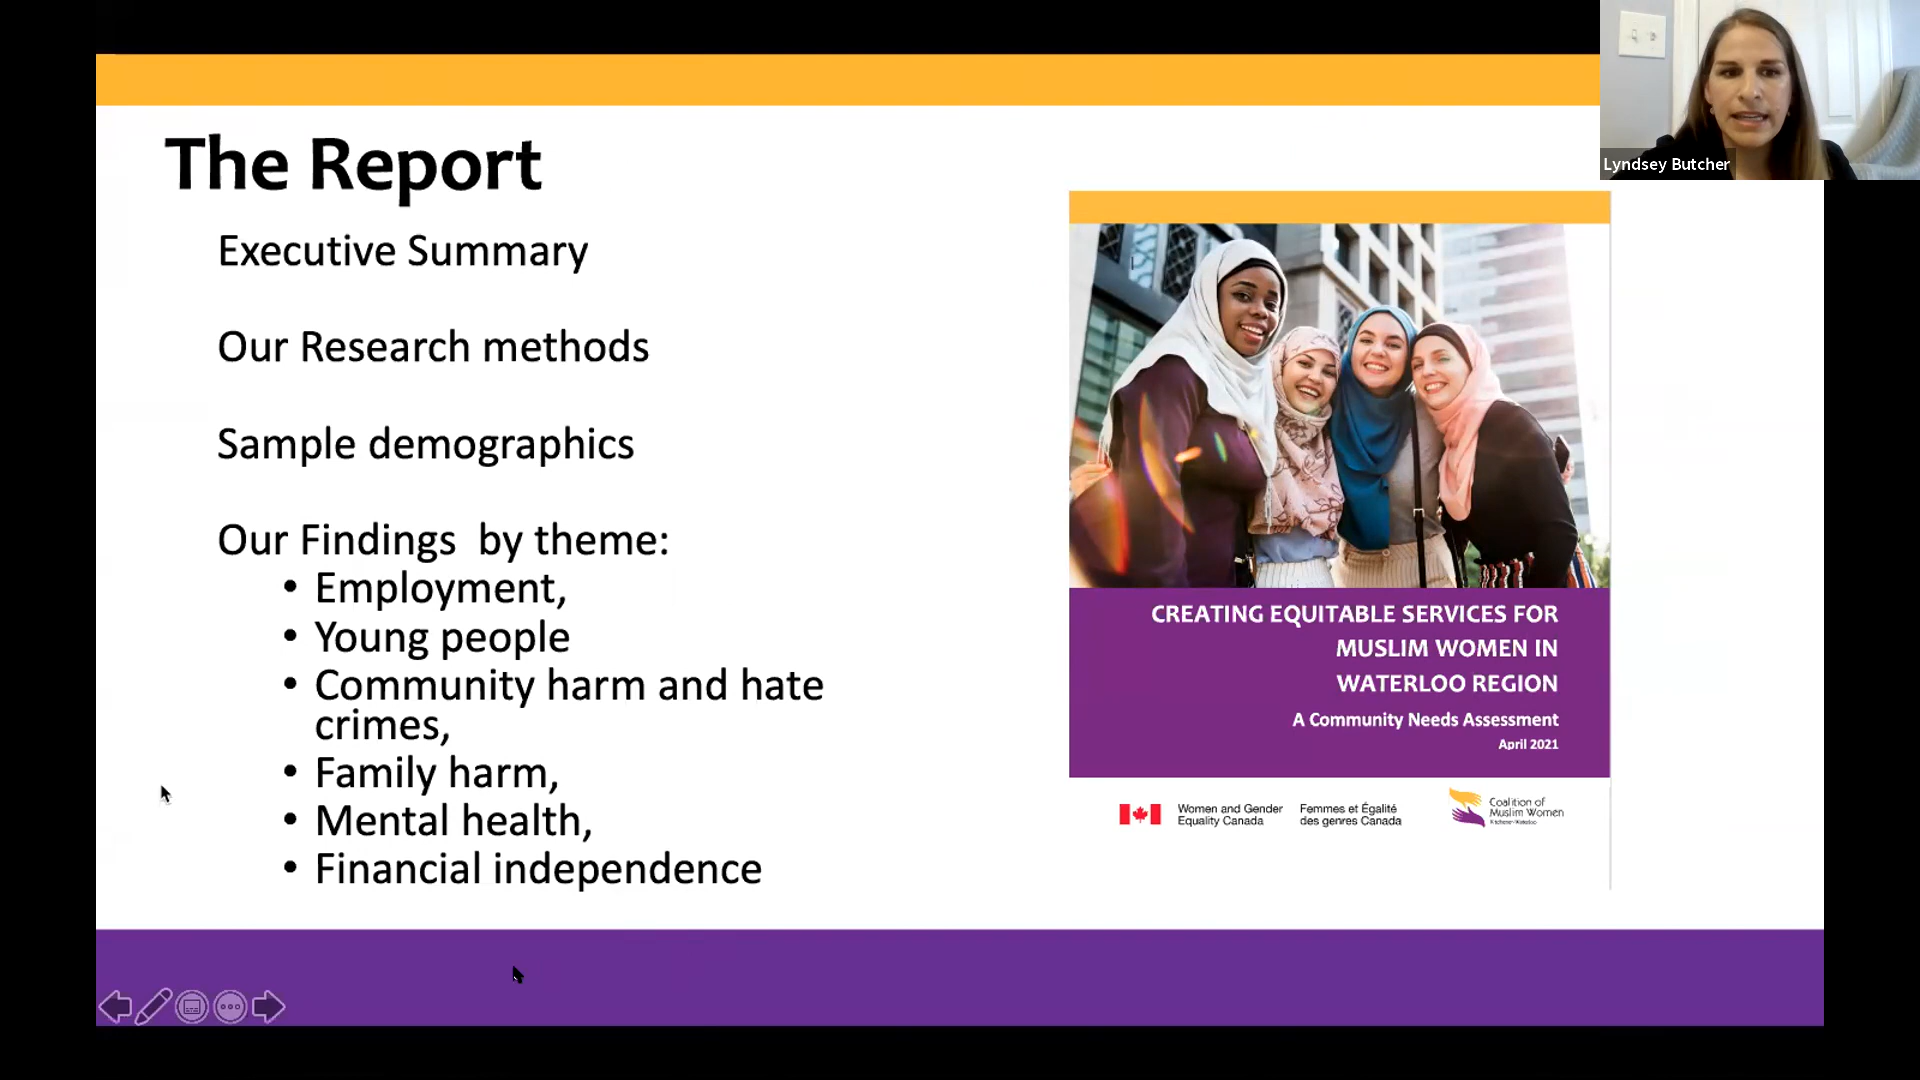 The Report
Executive Summary
Our Research methods
Sample demographics
Our Findings  by theme:
• Employment,
• Young people
• Community harm and hate
crimes,
• Family harm,
• Mental health,
• Financial independence
Lyndsey Butcher
CREATING EQUITABLE SERVICES FOR
MUSLIM WOMEN IN
WATERLOO REGION
A Community Needs Assessment
April 2021
Women and Gender
Equality Canada
Femmes et Égalité
des genres Canada
Coalition of
Muslim Women
Kitchener-Waterloo